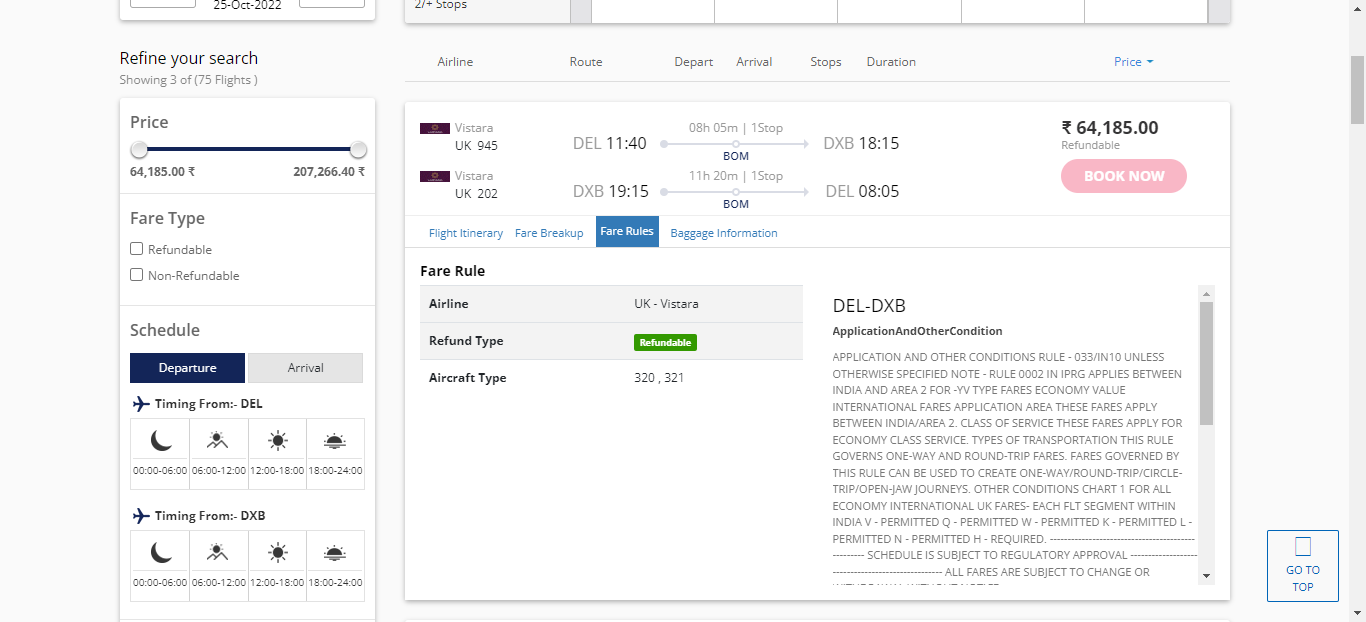 25-Oct-2022
2/+ Stops
Refine your search
Showing 3 of (75 Flights )
Price
64,185.00 ₹ 207,266.40 ₹
Fare Type
Refundable
Non-Refundable
Schedule
Departure Arrival
Timing From:- DEL
00:00-06:00 06:00-12:00 12:00-18:00 18:00-24:00
Timing From:- DXB
00:00-06:00 06:00-12:00 12:00-18:00 18:00-24:00
Airline Route Depart Arrival Stops Duration Price
Vistara
UK 945
DEL 11:40
08h 05m | 1Stop
BOM
DXB 18:15
Vistara
UK 202
DXB 19:15
11h 20m | 1Stop
BOM
DEL 08:05
₹ 64,185.00
Refundable
BOOK NOW
Flight Itinerary Fare Breakup Fare Rules Baggage Information
Fare Rule
Airline UK - Vistara
Refund Type Refundable
Aircraft Type 320 , 321
DEL-DXB
ApplicationAndOtherCondition
APPLICATION AND OTHER CONDITIONS RULE - 033/IN10 UNLESS
OTHERWISE SPECIFIED NOTE - RULE 0002 IN IPRG APPLIES BETWEEN
INDIA AND AREA 2 FOR -YV TYPE FARES ECONOMY VALUE
INTERNATIONAL FARES APPLICATION AREA THESE FARES APPLY
BETWEEN INDIA/AREA 2. CLASS OF SERVICE THESE FARES APPLY FOR
ECONOMY CLASS SERVICE. TYPES OF TRANSPORTATION THIS RULE
GOVERNS ONE-WAY AND ROUND-TRIP FARES. FARES GOVERNED BY
THIS RULE CAN BE USED TO CREATE ONE-WAY/ROUND-TRIP/CIRCLE-
TRIP/OPEN-JAW JOURNEYS. OTHER CONDITIONS CHART 1 FOR ALL
ECONOMY INTERNATIONAL UK FARES- EACH FLT SEGMENT WITHIN
INDIA V - PERMITTED Q - PERMITTED W - PERMITTED K - PERMITTED L -
PERMITTED N - PERMITTED H - REQUIRED. ------------------------------------------
---------- SCHEDULE IS SUBJECT TO REGULATORY APPROVAL --------------------
-------------------------------- ALL FARES ARE SUBJECT TO CHANGE OR
GO TO
TOP